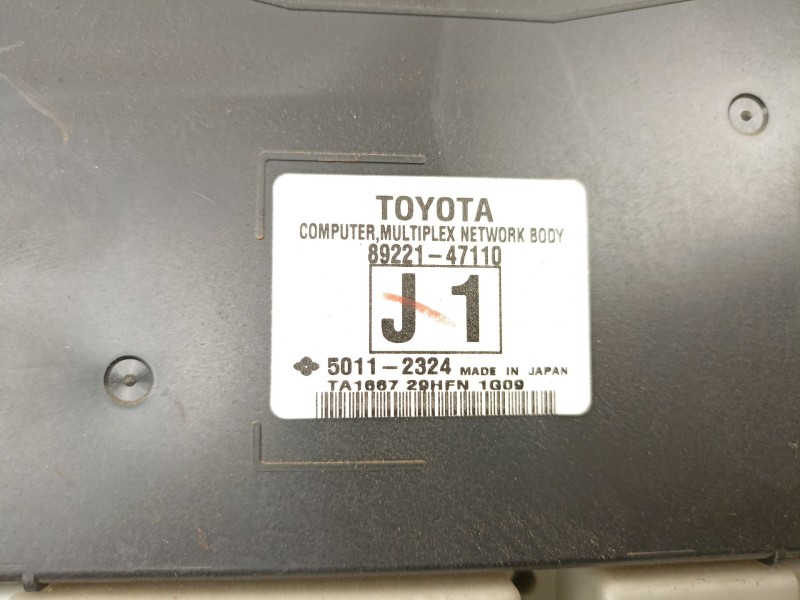 TOYOTA
COMPUTER,MULTIPLEX NETWORK BODY
89221-47110
J 1
5011-2324 MADE IN JAPAN
TA1667 29HFN 1G09